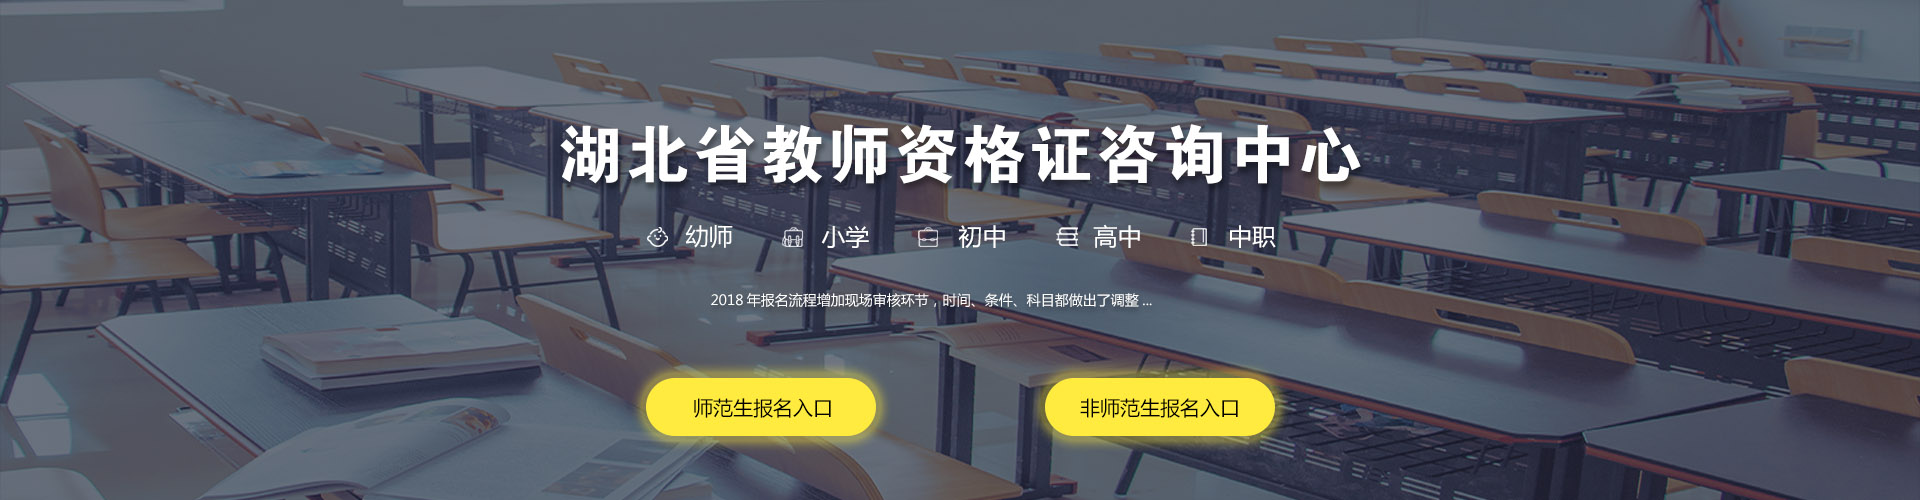 湖北省教师资格证咨询中心
幼师 小学 初中 高中 中职
2018 年报名流程增加现场审核环节，时间、条件、科目都做出了调整 ...
师范生报名入口 非师范生报名入口